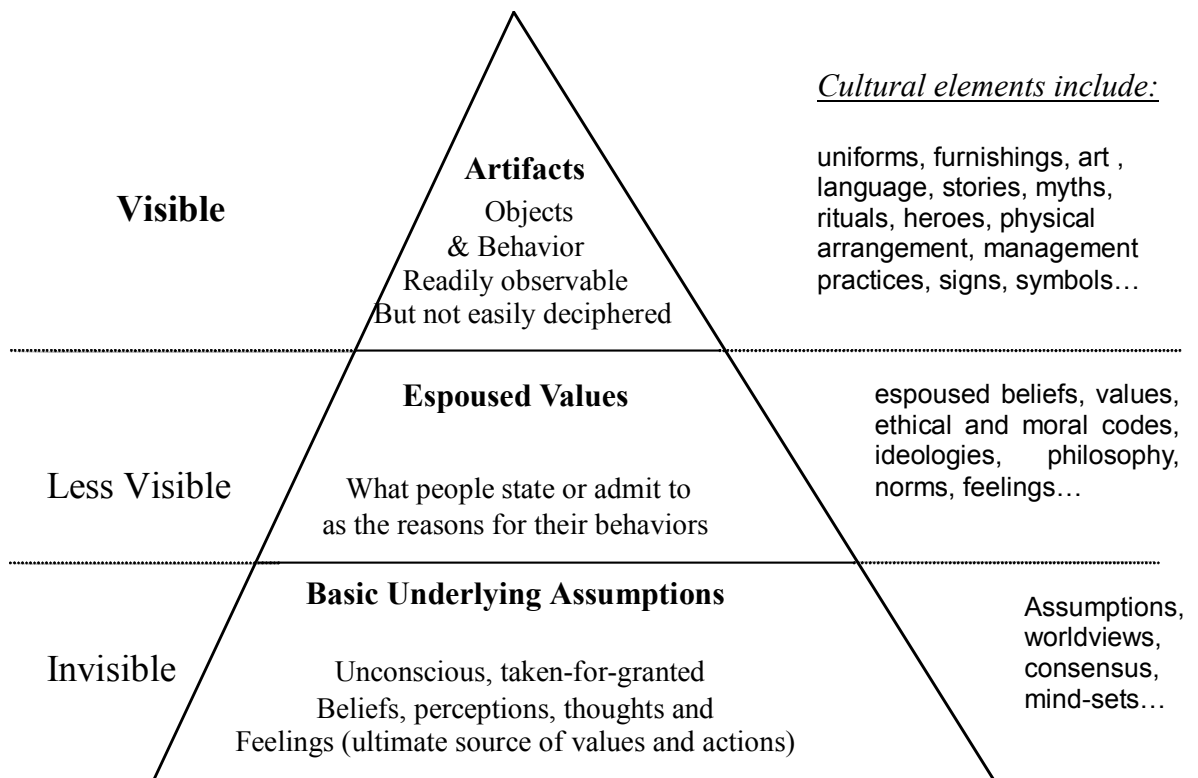 Cultural elements include:
Visible
Artifacts
Objects
& Behavior
Readily observable
But not easily deciphered
uniforms, furnishings, art ,
language, stories, myths,
rituals, heroes, physical
arrangement, management
practices, signs, symbols…
Less Visible
Espoused Values
What people state or admit to
as the reasons for their behaviors
espoused beliefs, values,
ethical and moral codes,
ideologies, philosophy,
norms, feelings…
Invisible
Basic Underlying Assumptions
Unconscious, taken-for-granted
Beliefs, perceptions, thoughts and
Feelings (ultimate source of values and actions)
Assumptions,
worldviews,
consensus,
mind-sets…